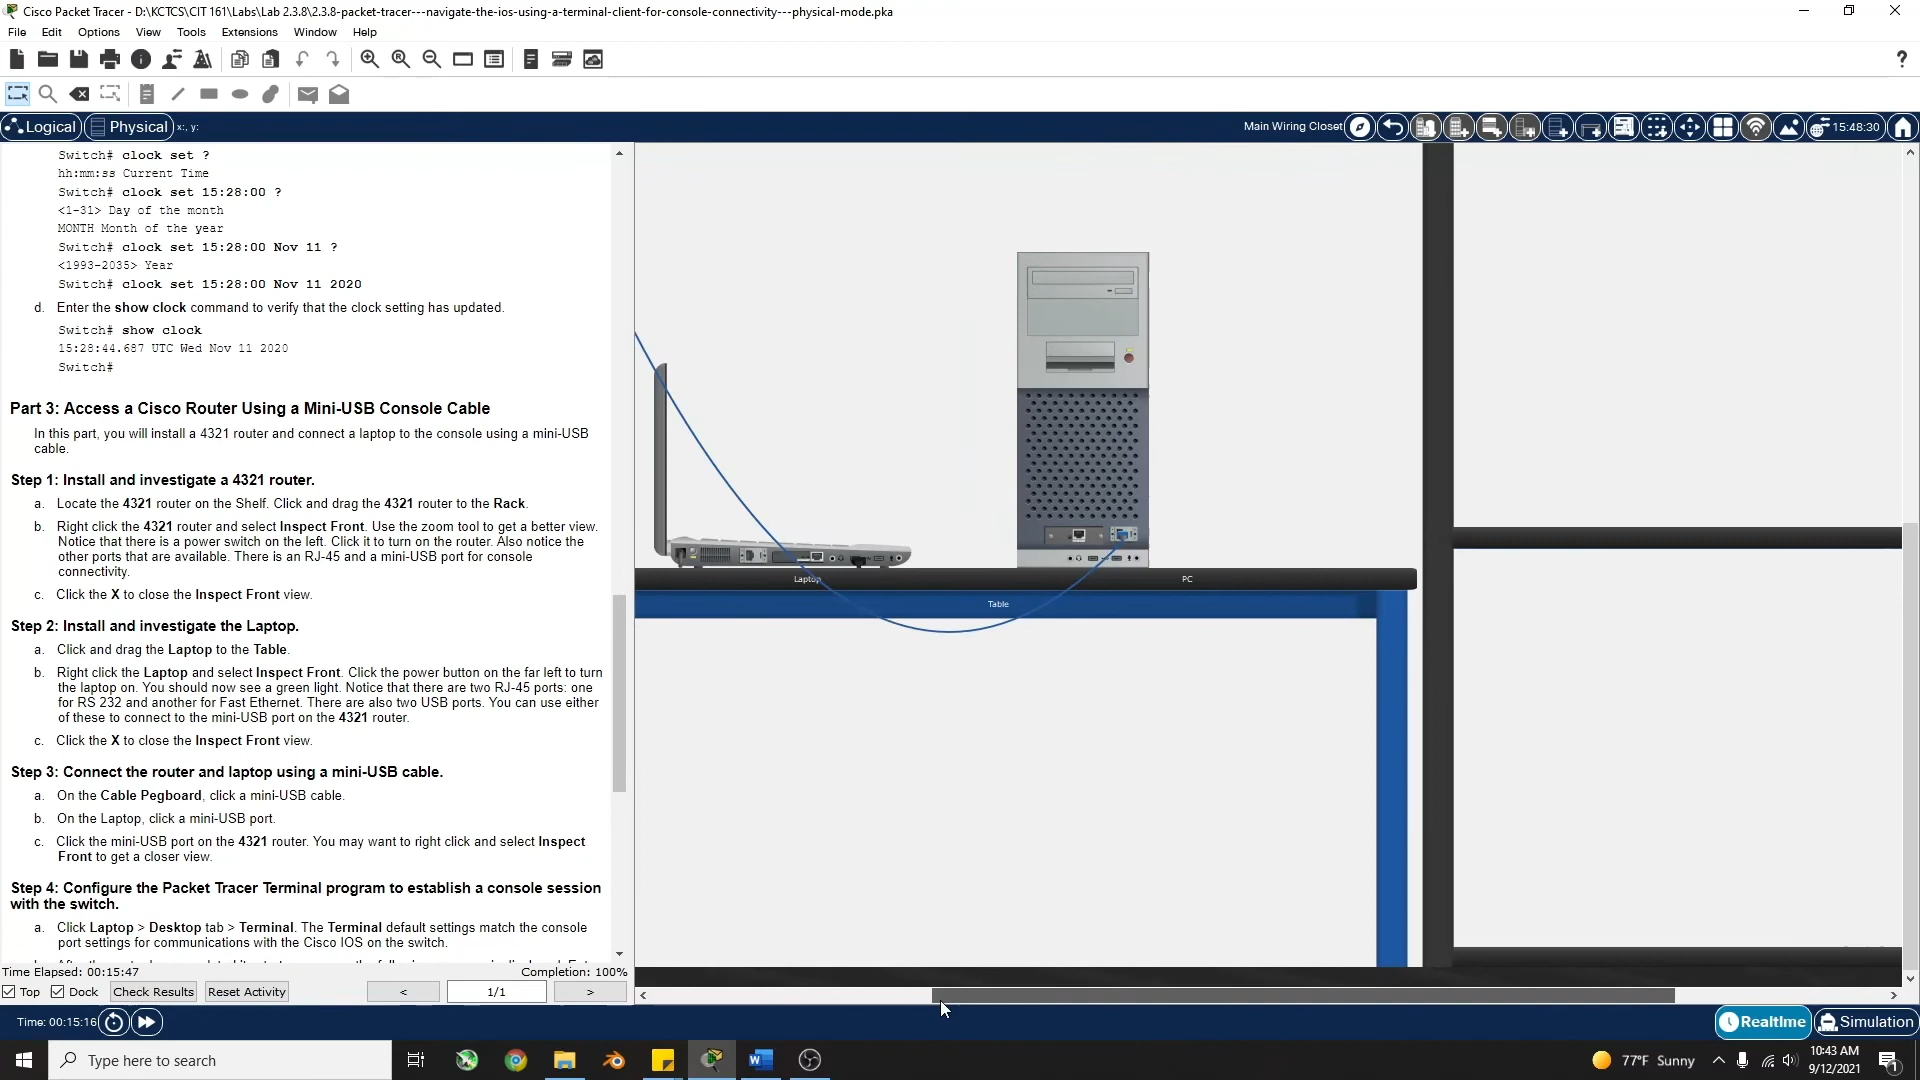 Cisco Packet Tracer - D:\KCTCS\CIT 161\Labs\Lab 2.3.8\2.3.8-packet-tracer---navigate-the-ios-using-a-terminal-client-for-console-connectivity---physical-mode.pka
File Edit Options View Tools Extensions Window Help
Logical Physical x:, y: Main Wiring Closet 15:48:30
Switch# clock set ?
hh:mm:ss Current Time
Switch# clock set 15:28:00 ?
<1-31> Day of the month
MONTH Month of the year
Switch# clock set 15:28:00 Nov 11 ?
<1993-2035> Year
Switch# clock set 15:28:00 Nov 11 2020
d. Enter the show clock command to verify that the clock setting has updated.
Switch# show clock
15:28:44.687 UTC Wed Nov 11 2020
Switch#
Part 3: Access a Cisco Router Using a Mini-USB Console Cable
In this part, you will install a 4321 router and connect a laptop to the console using a mini-USB
cable.
Step 1: Install and investigate a 4321 router.
a. Locate the 4321 router on the Shelf. Click and drag the 4321 router to the Rack.
b. Right click the 4321 router and select Inspect Front. Use the zoom tool to get a better view.
Notice that there is a power switch on the left. Click it to turn on the router. Also notice the
other ports that are available. There is an RJ-45 and a mini-USB port for console
connectivity.
c. Click the X to close the Inspect Front view.
Step 2: Install and investigate the Laptop.
a. Click and drag the Laptop to the Table.
b. Right click the Laptop and select Inspect Front. Click the power button on the far left to turn
the laptop on. You should now see a green light. Notice that there are two RJ-45 ports: one
for RS 232 and another for Fast Ethernet. There are also two USB ports. You can use either
of these to connect to the mini-USB port on the 4321 router.
c. Click the X to close the Inspect Front view.
Step 3: Connect the router and laptop using a mini-USB cable.
a. On the Cable Pegboard, click a mini-USB cable.
b. On the Laptop, click a mini-USB port.
c. Click the mini-USB port on the 4321 router. You may want to right click and select Inspect
Front to get a closer view.
Step 4: Configure the Packet Tracer Terminal program to establish a console session
with the switch.
a. Click Laptop > Desktop tab > Terminal. The Terminal default settings match the console
port settings for communications with the Cisco IOS on the switch.
Laptop PC
Table
Time Elapsed: 00:15:47 Completion: 100%
Top Dock Check Results Reset Activity < 1/1 >
Time: 00:15:16 Realtime Simulation
Type here to search
77°F Sunny
10:43 AM
9/12/2021
1